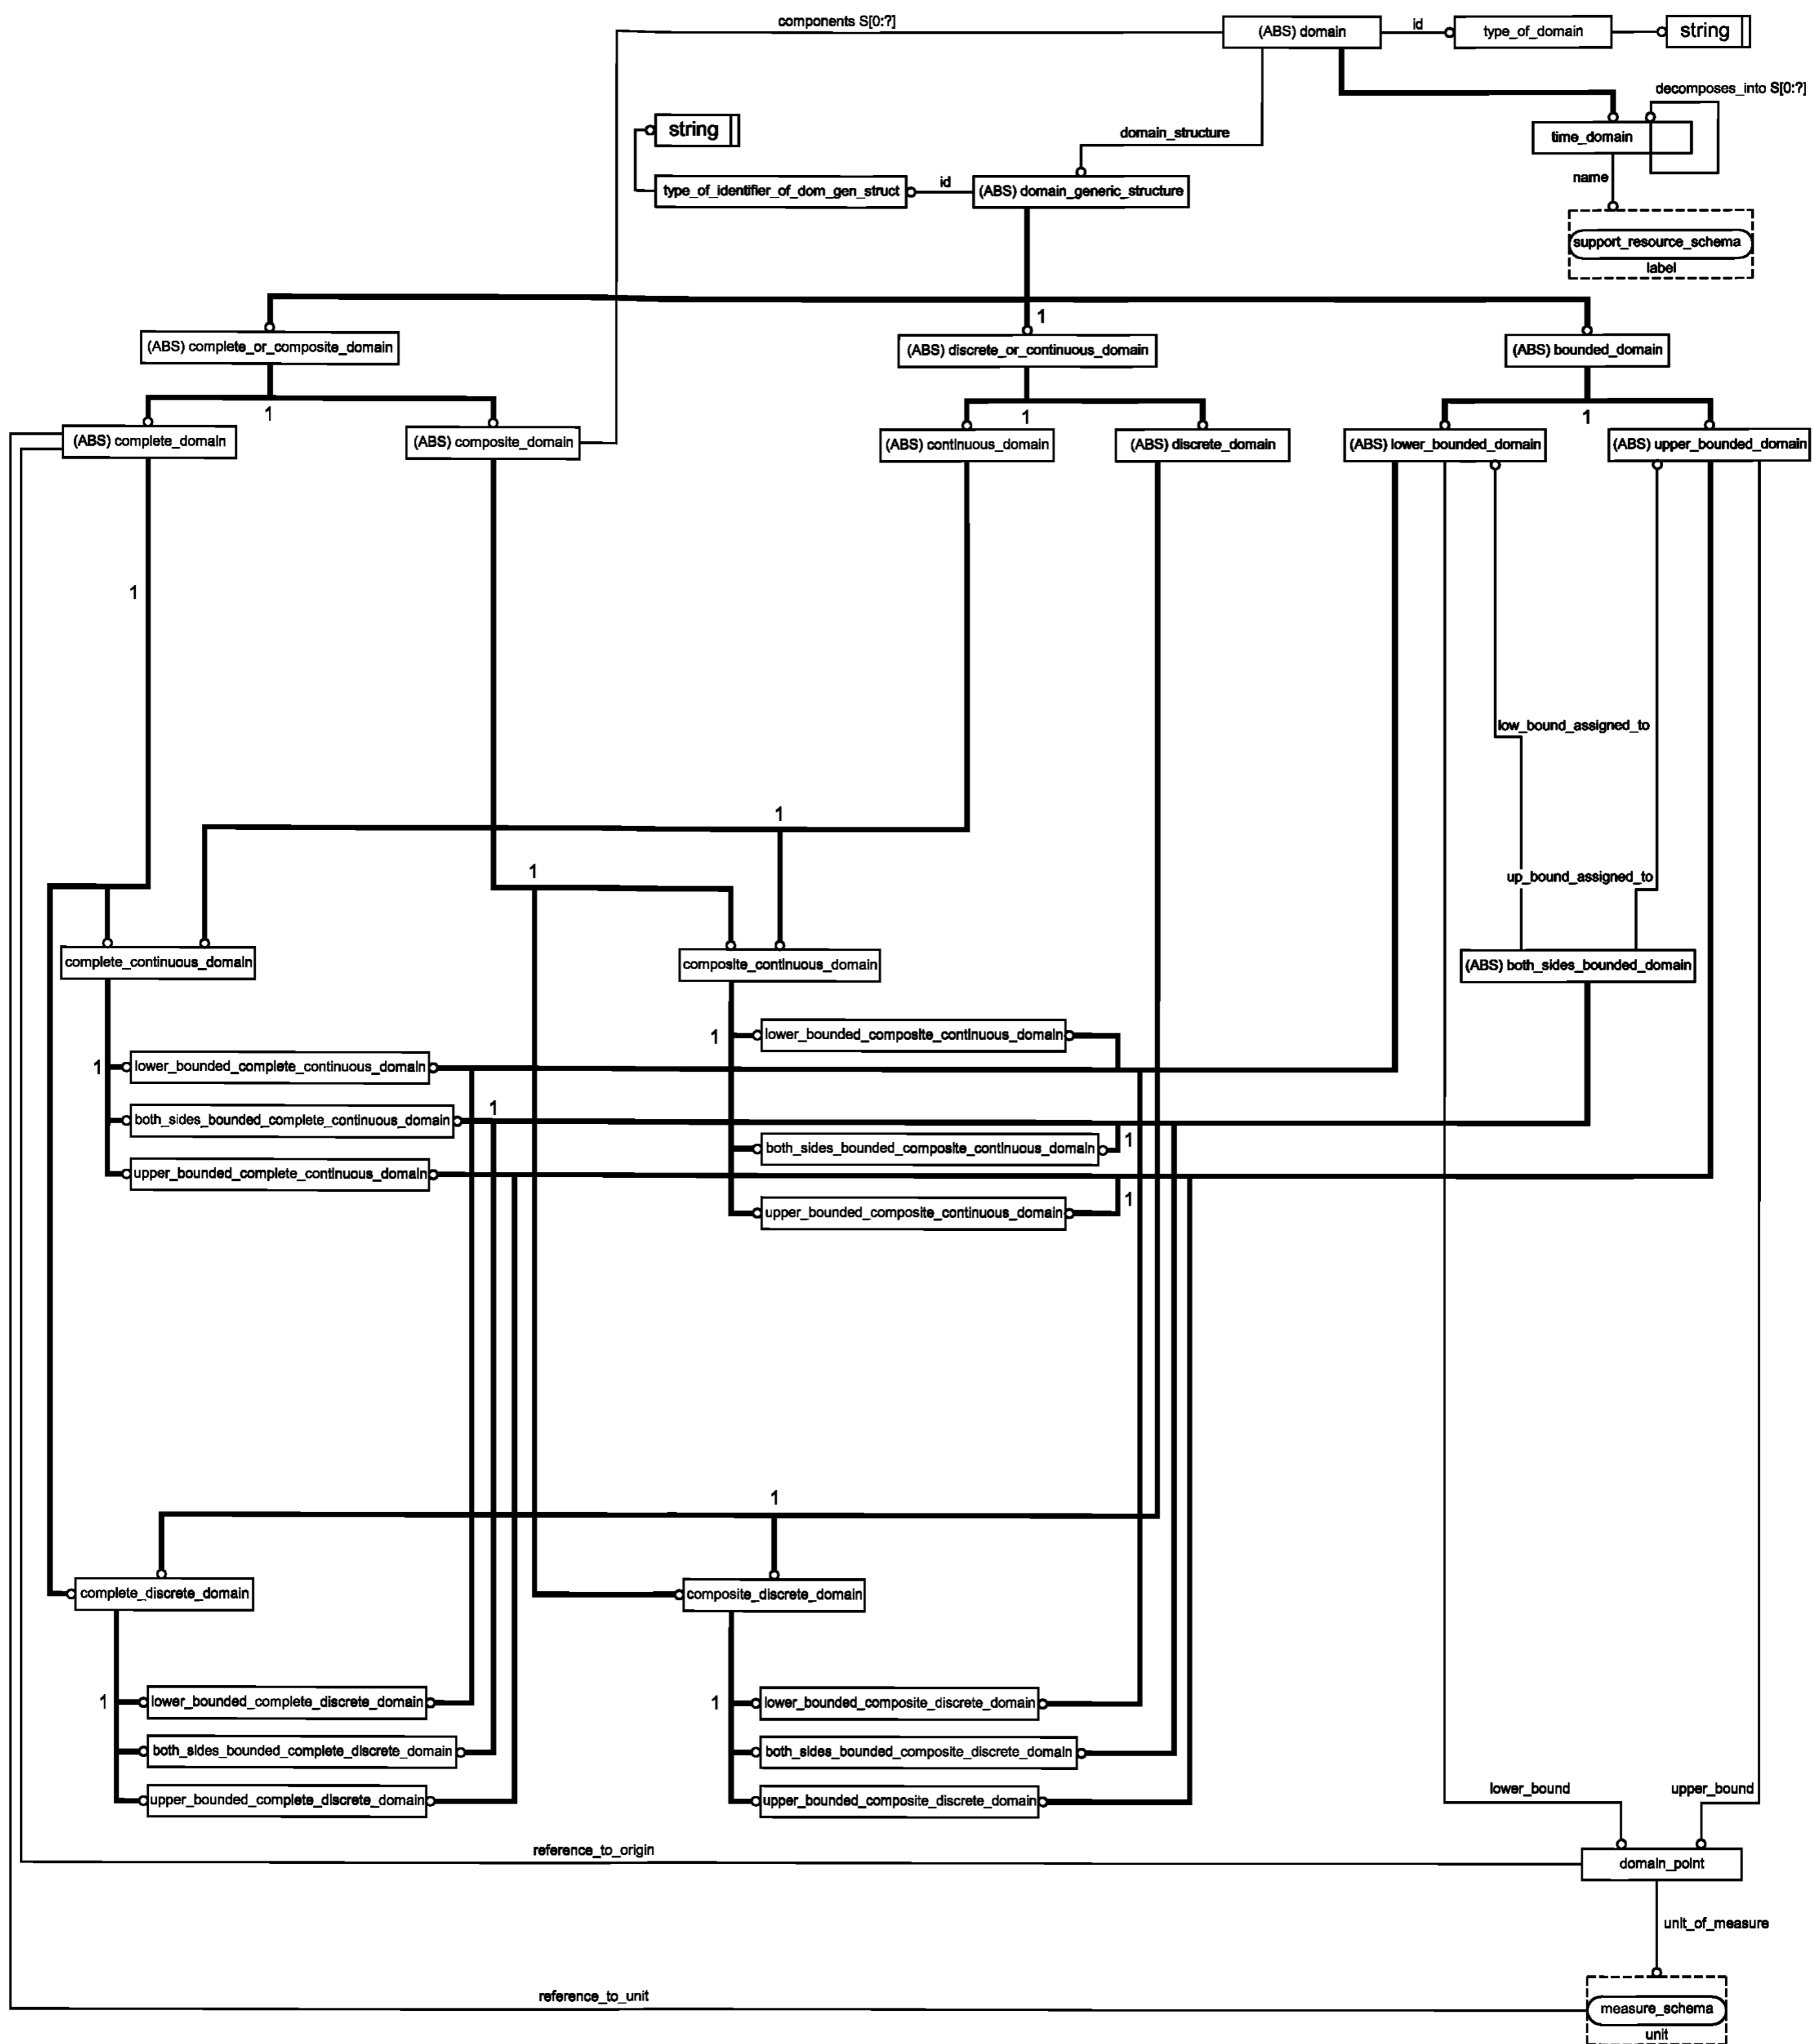 components S[0:?]
(ABS) domain
id
type_of_domain
string
decomposes_into S[0:?]
string
domain_structure
time_domain
name
type_of_identifier_of_dom_gen_struct
id
(ABS) domain_generic_structure
support_resource_schema
label
1
(ABS) complete_or_composite_domain
(ABS) discrete_or_continuous_domain
(ABS) bounded_domain
1
1
1
(ABS) complete_domain
(ABS) composite_domain
(ABS) continuous_domain
(ABS) discrete_domain
(ABS) lower_bounded_domain
(ABS) upper_bounded_domain
1
low_bound_assigned_to
1
1
up_bound_assigned_to
complete_continuous_domain
composite_continuous_domain
(ABS) both_sides_bounded_domain
1
lower_bounded_composite_continuous_domain
1
lower_bounded_complete_continuous_domain
1
both_sides_bounded_complete_continuous_domain
1
both_sides_bounded_composite_continuous_domain
upper_bounded_complete_continuous_domain
1
upper_bounded_composite_continuous_domain
1
complete_discrete_domain
composite_discrete_domain
1
lower_bounded_complete_discrete_domain
1
lower_bounded_composite_discrete_domain
both_sides_bounded_complete_discrete_domain
both_sides_bounded_composite_discrete_domain
lower_bound
upper_bound
upper_bounded_complete_discrete_domain
upper_bounded_composite_discrete_domain
reference_to_origin
domain_point
unit_of_measure
reference_to_unit
measure_schema
unit